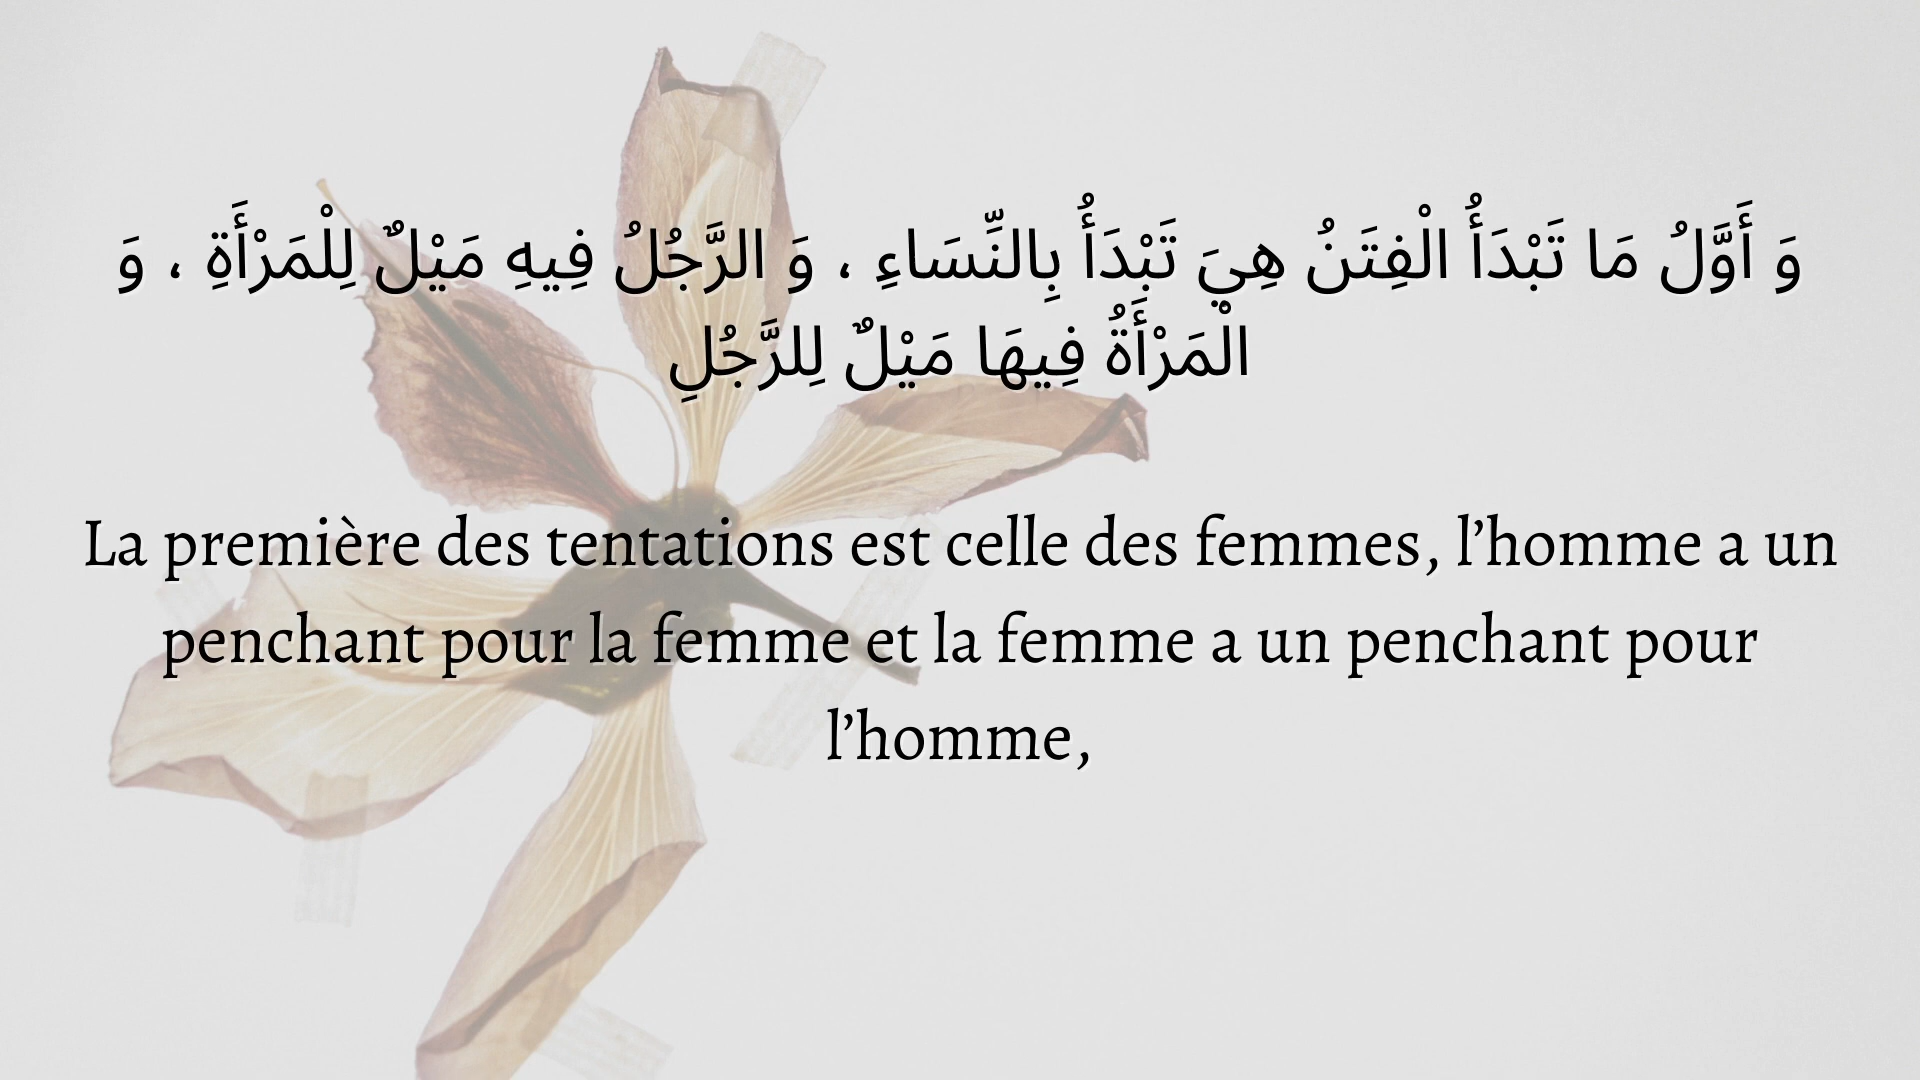 وَ أَوَّلُ مَا تَبْدَأُ الْفِتَنُ هِيَ تَبْدَأُ بِالنِّسَاءِ ، وَ الرَّجُلُ فِيهِ مَيْلٌ لِلْمَرْأَةِ ، وَ
الْمَرْأَةُ فِيهَا مَيْلٌ لِلرَّجُلِ
La première des tentations est celle des femmes, l’homme a un
penchant pour la femme et la femme a un penchant pour
l’homme,